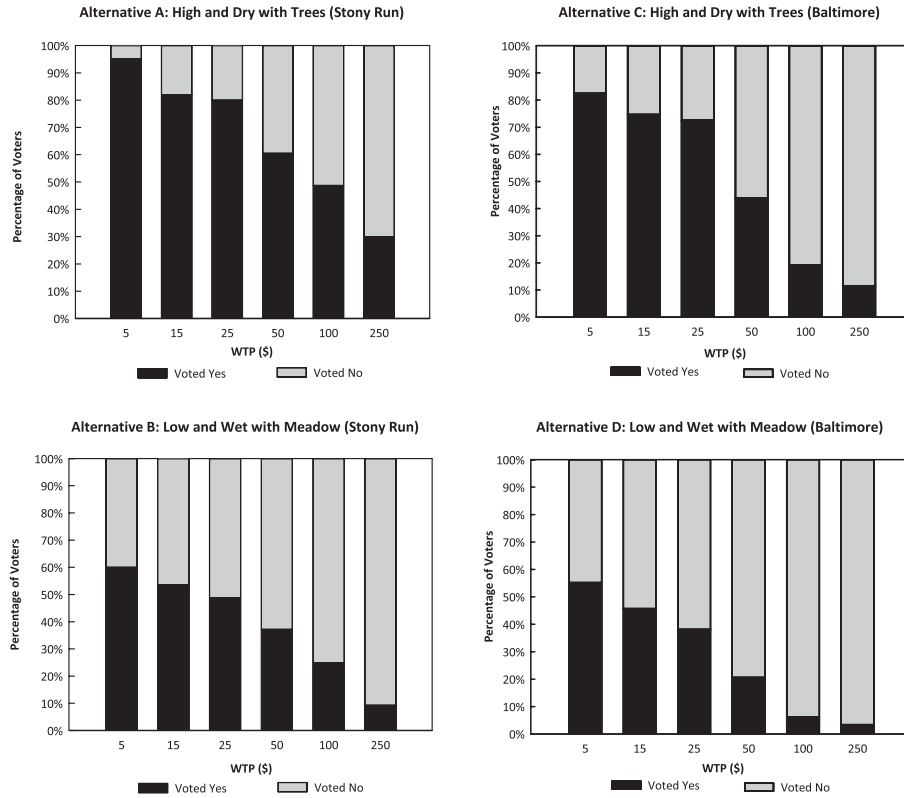 Alternative A: High and Dry with Trees (Stony Run)
Percentage of Voters
100%
90%
80%
70%
60%
50%
40%
30%
20%
10%
0%
5 15 25 50 100 250
WTP ($)
Voted Yes Voted No
Alternative C: High and Dry with Trees (Baltimore)
Percentage of Voters
100%
90%
80%
70%
60%
50%
40%
30%
20%
10%
0%
5 15 25 50 100 250
WTP ($)
Voted Yes Voted No
Alternative B: Low and Wet with Meadow (Stony Run)
Percentage of Voters
100%
90%
80%
70%
60%
50%
40%
30%
20%
10%
0%
5 15 25 50 100 250
WTP ($)
Voted Yes Voted No
Alternative D: Low and Wet with Meadow (Baltimore)
Percentage of Voters
100%
90%
80%
70%
60%
50%
40%
30%
20%
10%
0%
5 15 25 50 100 250
WTP ($)
Voted Yes Voted No